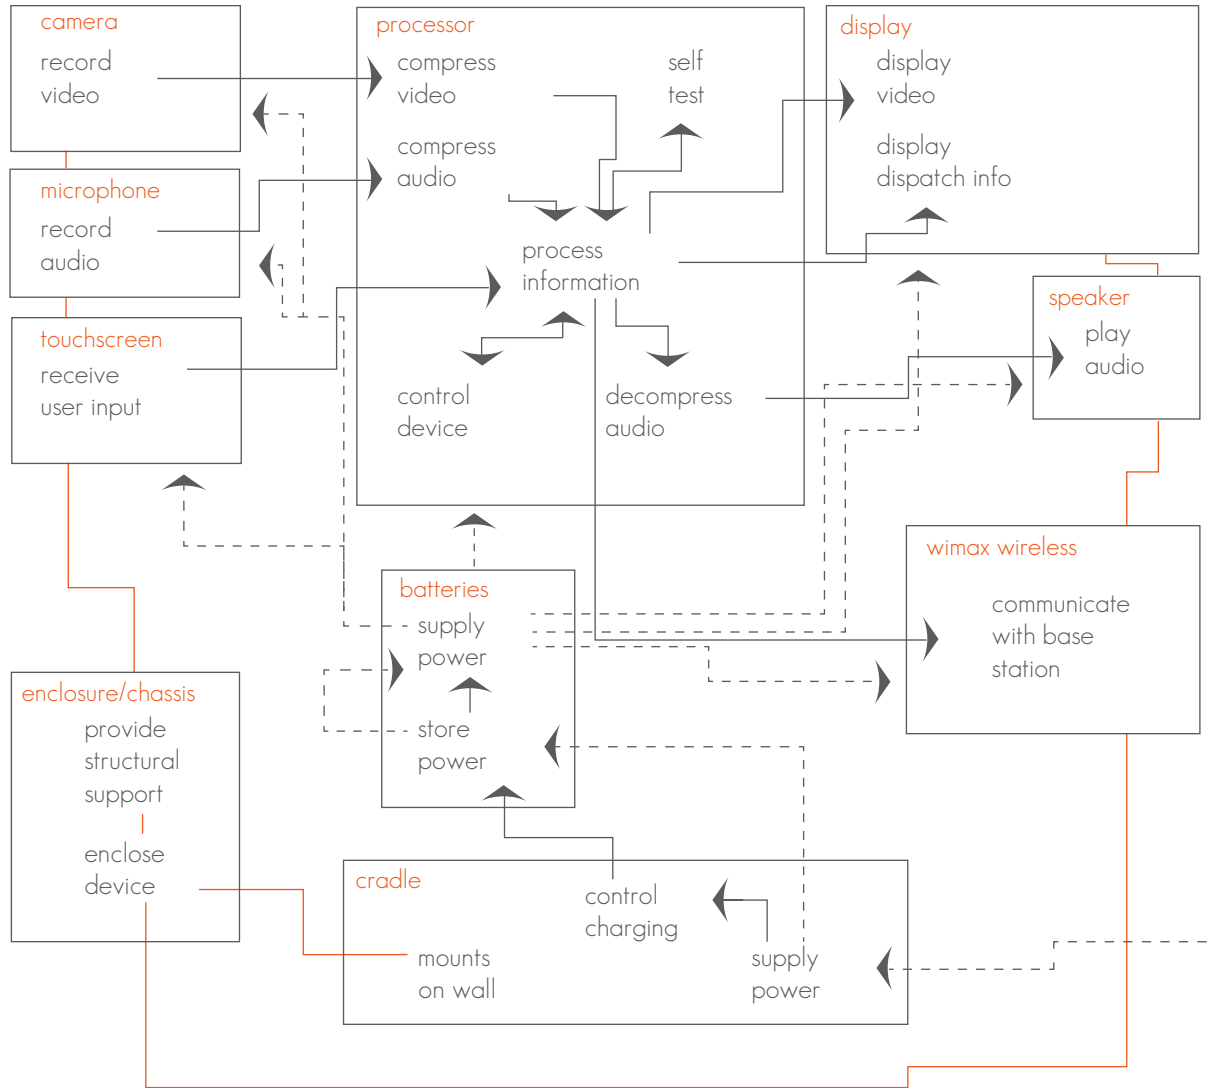 camera
record
video
microphone
record
audio
touchscreen
receive
user input
processor
compress
video
self
test
compress
audio
process
information
control
device
decompress
audio
display
display
video
display
dispatch info
speaker
play
audio
wimax wireless
communicate
with base
station
batteries
supply
power
store
power
enclosure/chassis
provide
structural
support
enclose
device
cradle
control
charging
mounts
on wall
supply
power